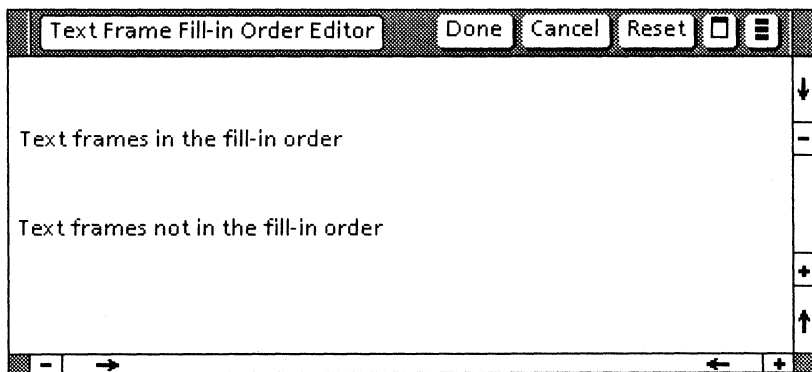 Text Frame Fill-in Order Editor Done Cancel Reset
Text frames in the fill-in order
Text frames not in the fill-in order